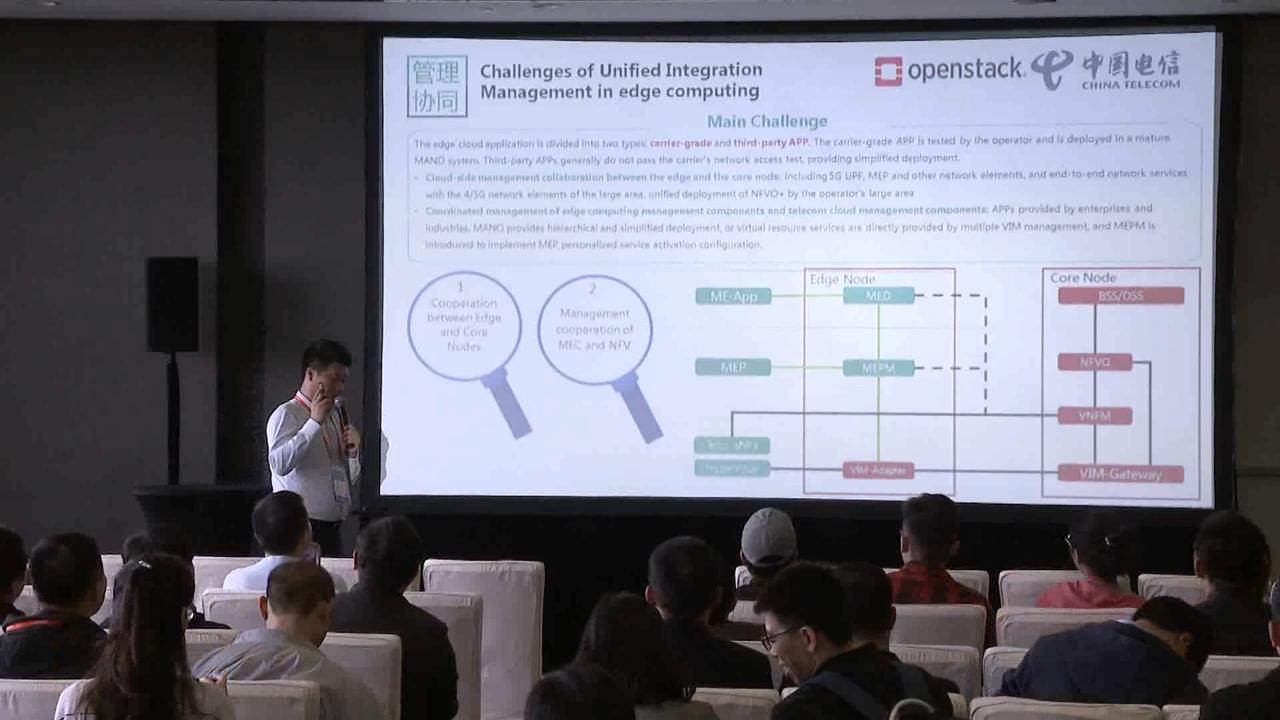 管理
协同
Challenges of Unified Integration
Management in edge computing
openstack.
中国电信
CHINA TELECOM
Main Challenge
The edge cloud application is divided into two types: carrier-grade and third-party APP. The carrier-grade APP is tested by the operator and is deployed in a mature
MANO system. Third-party APPs generally do not pass the carrier's network access test, providing simplified deployment.
- Cloud-side management collaboration between the edge and the core node: Including 5G UPF, MEP and other network elements, and end-to-end network services
with the 4/5G network elements of the large area, unified deployment of NFVO+ by the operator's large area
- Coordinated management of edge computing management components and telecom cloud management components: APPs provided by enterprises and
industries, MANO provides hierarchical and simplified deployment, or virtual resource services are directly provided by multiple VIM management, and MEPM is
introduced to implement MEP personalized service activation configuration.
1
Cooperation
between Edge
and Core
Nodes
2
Management
cooperation of
MEC and NFV
Edge Node
Core Node
ME-App
MEO
BSS/OSS
MEP
MEPM
NFVO
VNFM
VIM-Adapter
VIM-Gateway